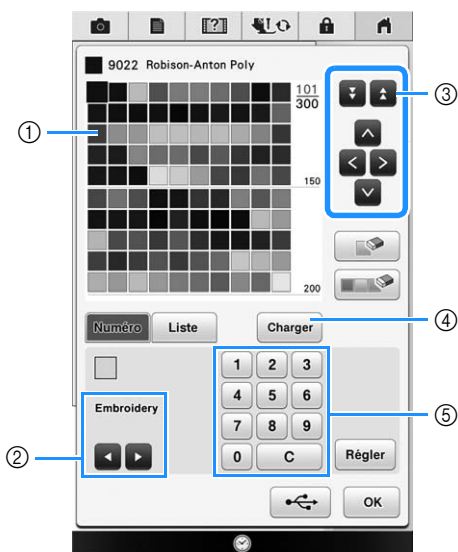 ?
9022 Robison-Anton Poly
101
300
150
200
Numéro Liste Charger
Embroidery
1 2 3
4 5 6
7 8 9
0 C
Régler
OK
① ② ③ ④ ⑤